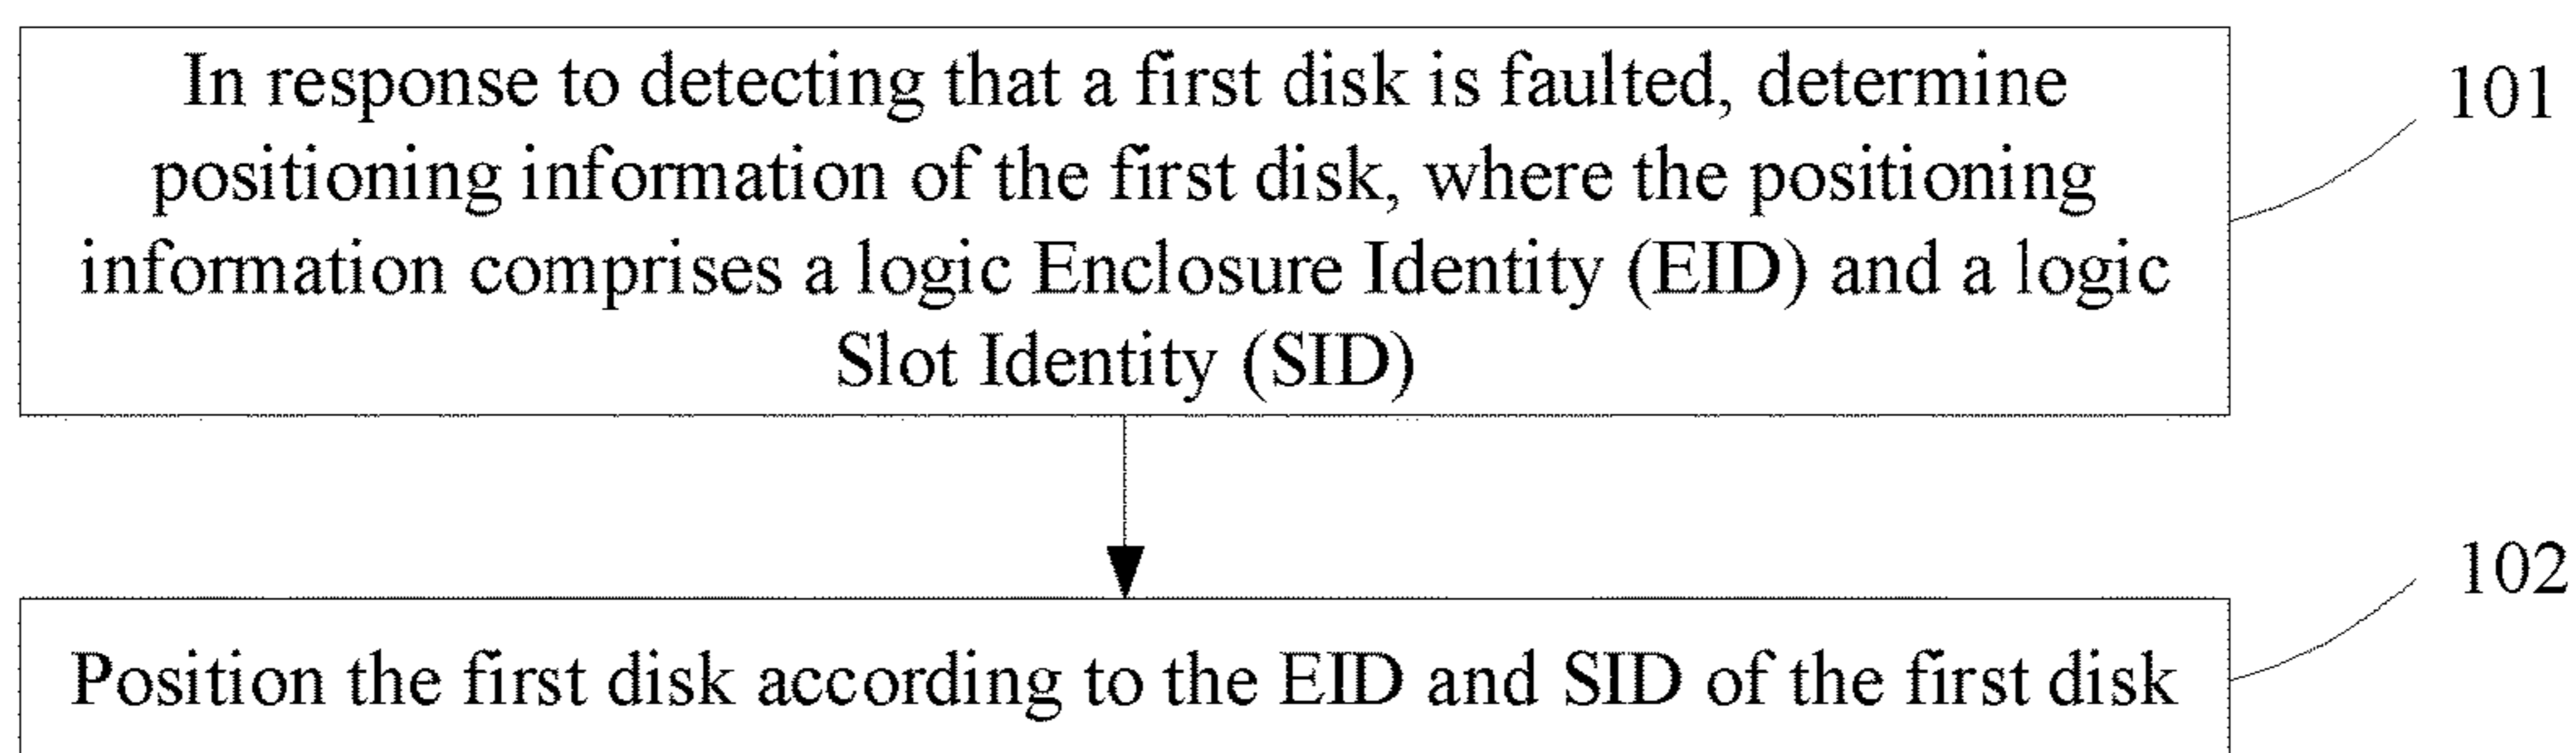 In response to detecting that a first disk is faulted, determine
positioning information of the first disk, where the positioning
information comprises a logic Enclosure Identity (EID) and a logic
Slot Identity (SID)
101
102
Position the first disk according to the EID and SID of the first disk